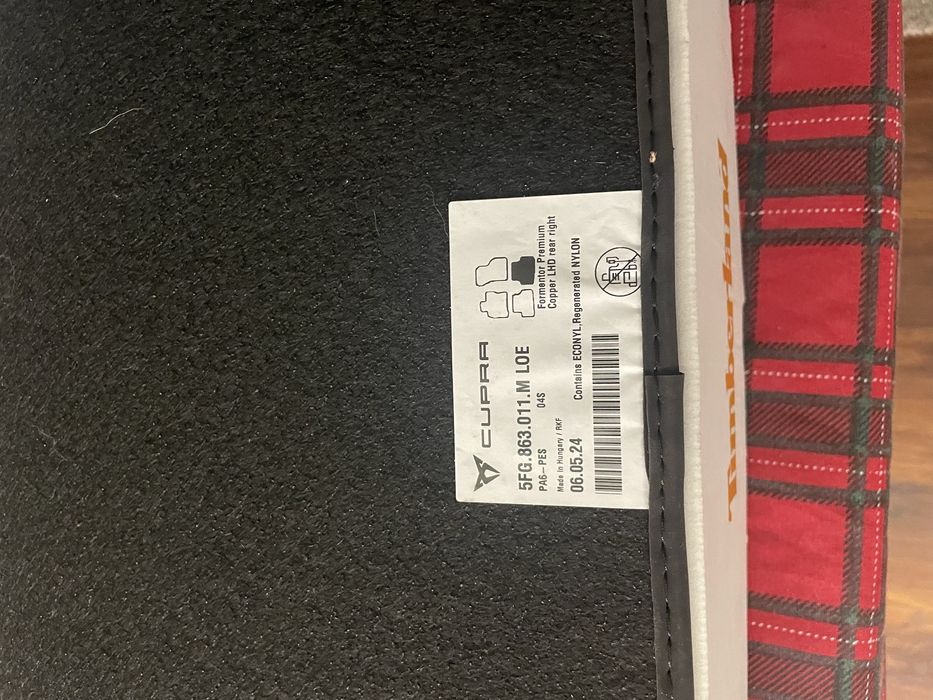 CUPRA
5FG.863.011.M LOE
PA6-PES 04S
Formentor Premium
Copper LHD rear right
Made in Hungary / RKF
06.05.24
Contains ECONYL,Regenerated NYLON
Timberland